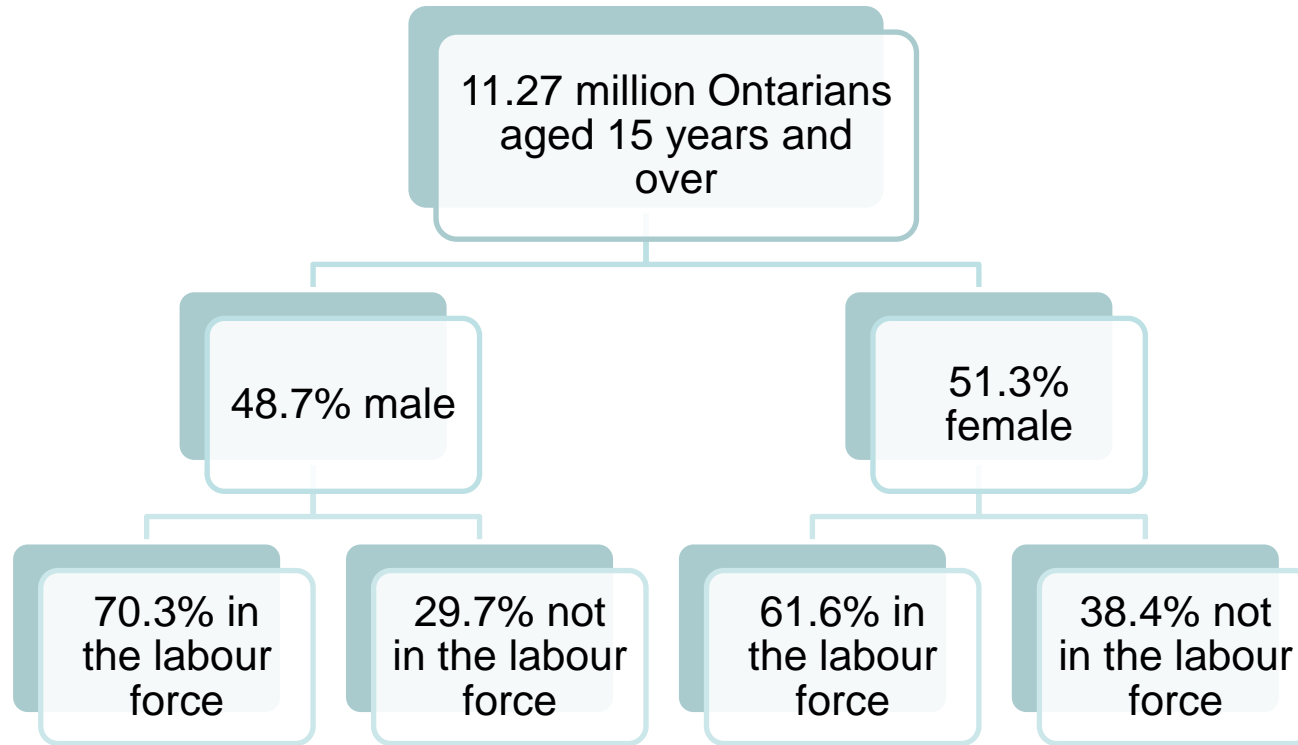 11.27 million Ontarians
aged 15 years and
over
48.7% male
51.3%
female
70.3% in
the labour
force
29.7% not
in the labour
force
61.6% in
the labour
force
38.4% not
in the labour
force